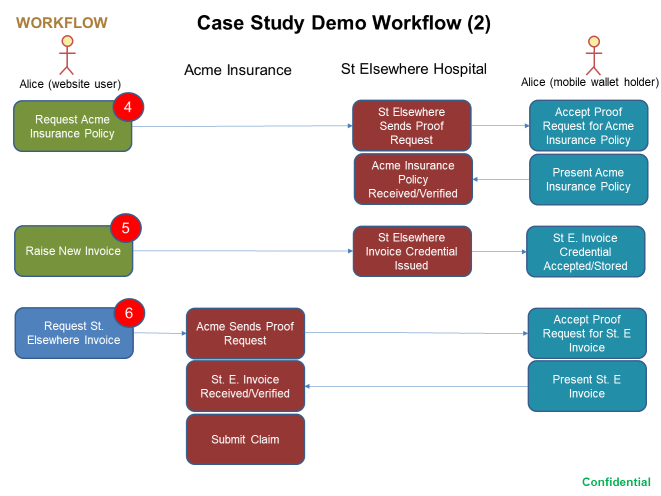 WORKFLOW
Case Study Demo Workflow (2)
Alice (website user)
Acme Insurance
St Elsewhere Hospital
Alice (mobile wallet holder)
4
Request Acme
Insurance Policy
St Elsewhere
Sends Proof
Request
Accept Proof
Request for Acme
Insurance Policy
Acme Insurance
Policy
Received/Verified
Present Acme
Insurance Policy
5
Raise New Invoice
St Elsewhere
Invoice Credential
Issued
St E. Invoice
Credential
Accepted/Stored
6
Request St.
Elsewhere Invoice
Acme Sends Proof
Request
Accept Proof
Request for St. E
Invoice
St. E. Invoice
Received/Verified
Present St. E
Invoice
Submit Claim
Confidential